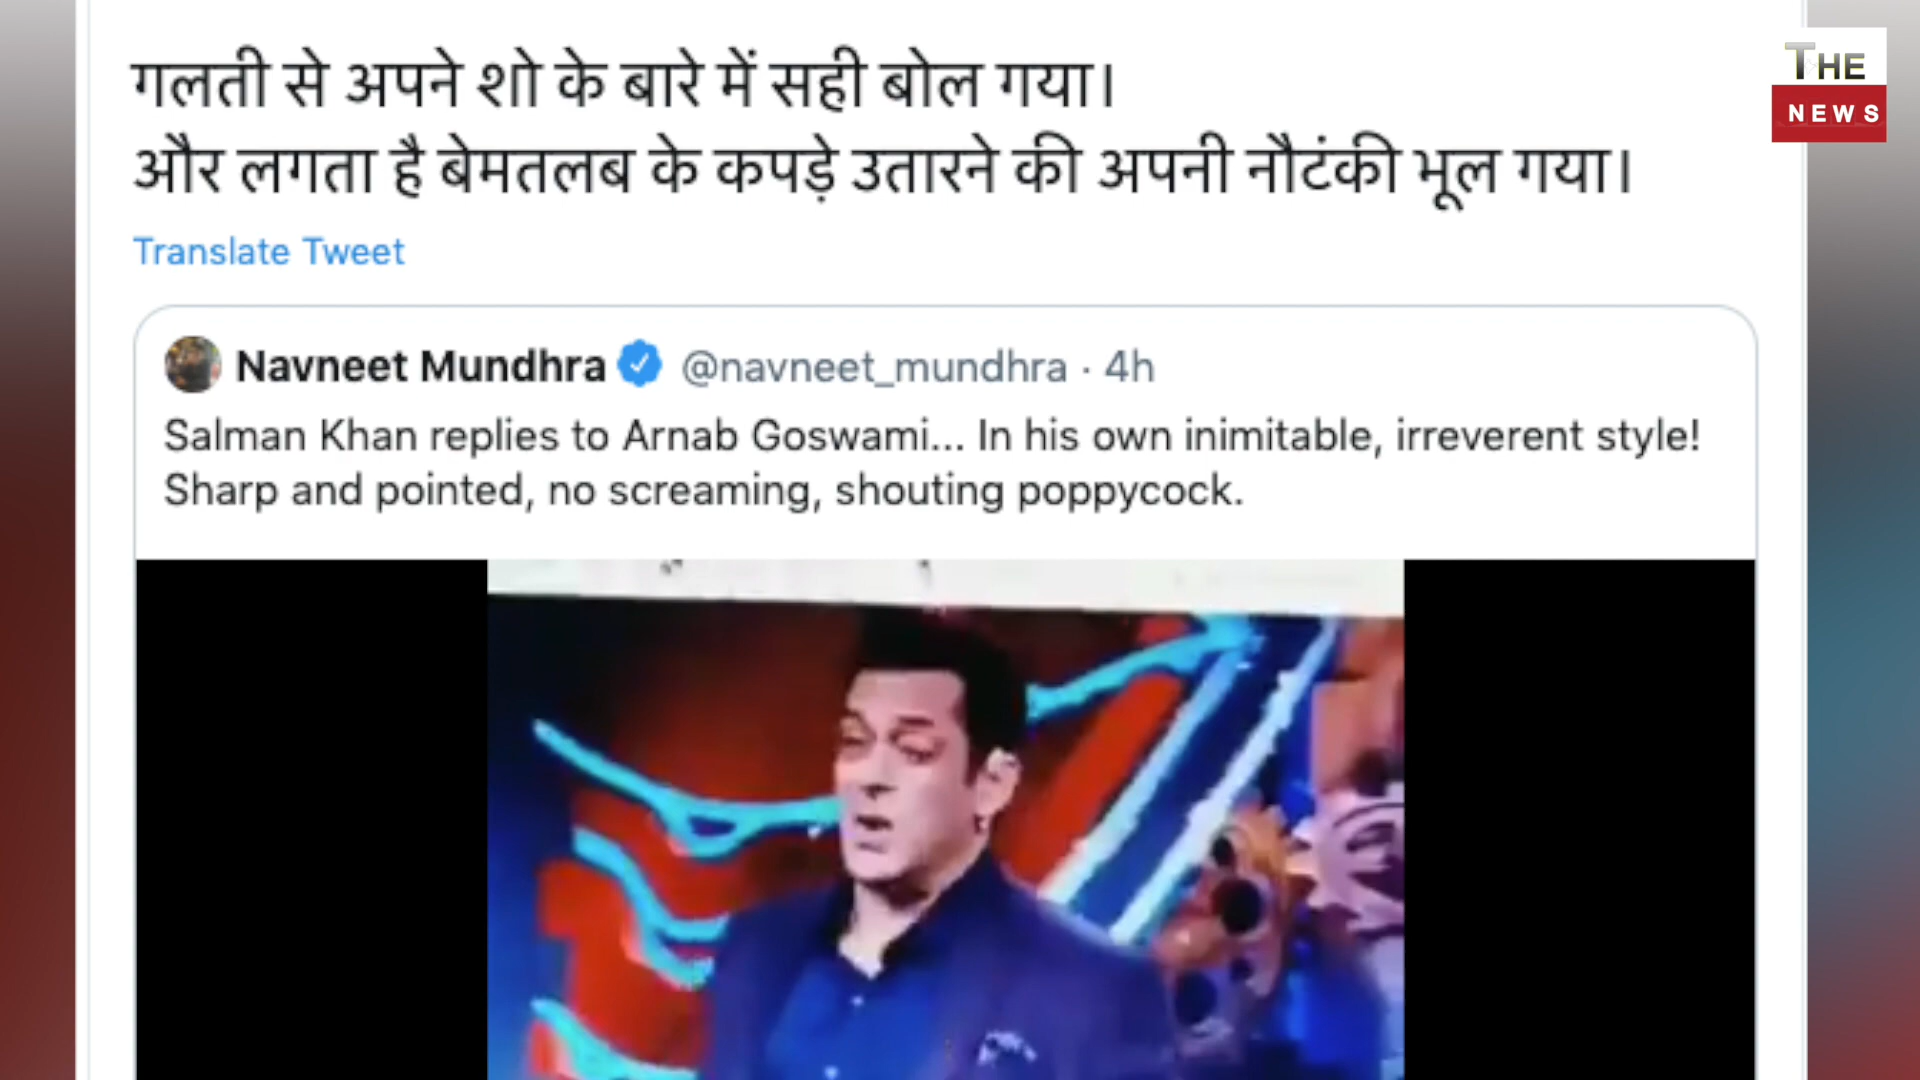 गलती से अपने शो के बारे में सही बोल गया।
और लगता है बेमतलब के कपड़े उतारने की अपनी नौटंकी भूल गया।
Translate Tweet
Navneet Mundhra @navneet_mundhra · 4h
Salman Khan replies to Arnab Goswami... In his own inimitable, irreverent style!
Sharp and pointed, no screaming, shouting poppycock.
THE
NEWS